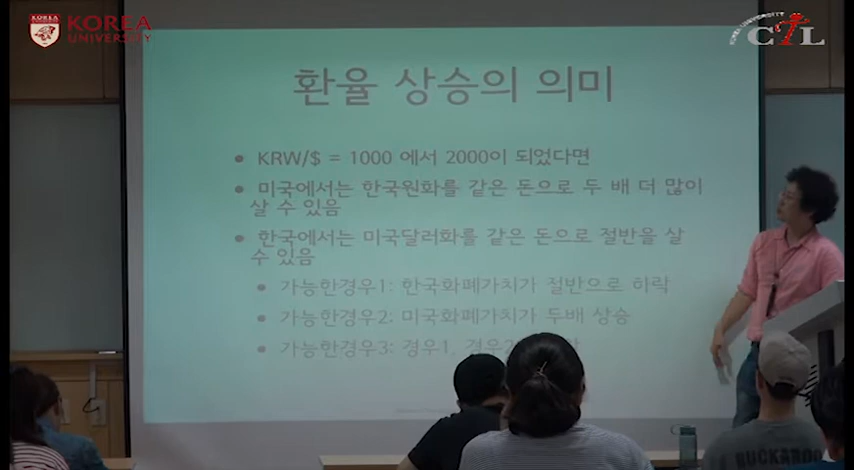 KOREA
UNIVERSITY
KOREA UNIVERSITY
CTL
환율 상승의 의미
• KRW/$ = 1000 에서 2000이 되었다면
• 미국에서는 한국원화를 같은 돈으로 두 배 더 많이
살 수 있음
• 한국에서는 미국달러화를 같은 돈으로 절반을 살
수 있음
• 가능한경우1: 한국화폐가치가 절반으로 하락
• 가능한경우2: 미국화폐가치가 두배 상승
• 가능한경우3: 경우1, 경우2
BUCKAROO